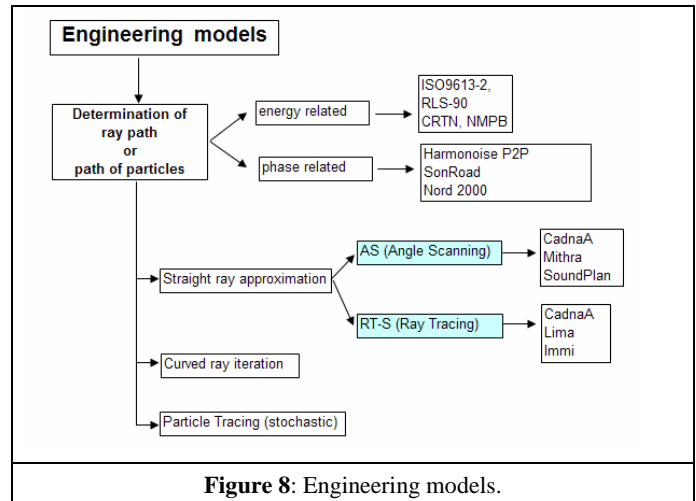 Engineering models
Determination of
ray path
or
path of particles
energy related
ISO9613-2,
RLS-90
CRTN, NMPB
phase related
Harmonoise P2P
SonRoad
Nord 2000
Straight ray approximation
AS (Angle Scanning)
CadnaA
Mithra
SoundPlan
RT-S (Ray Tracing)
CadnaA
Lima
Immi
Curved ray iteration
Particle Tracing (stochastic)
Figure 8: Engineering models.